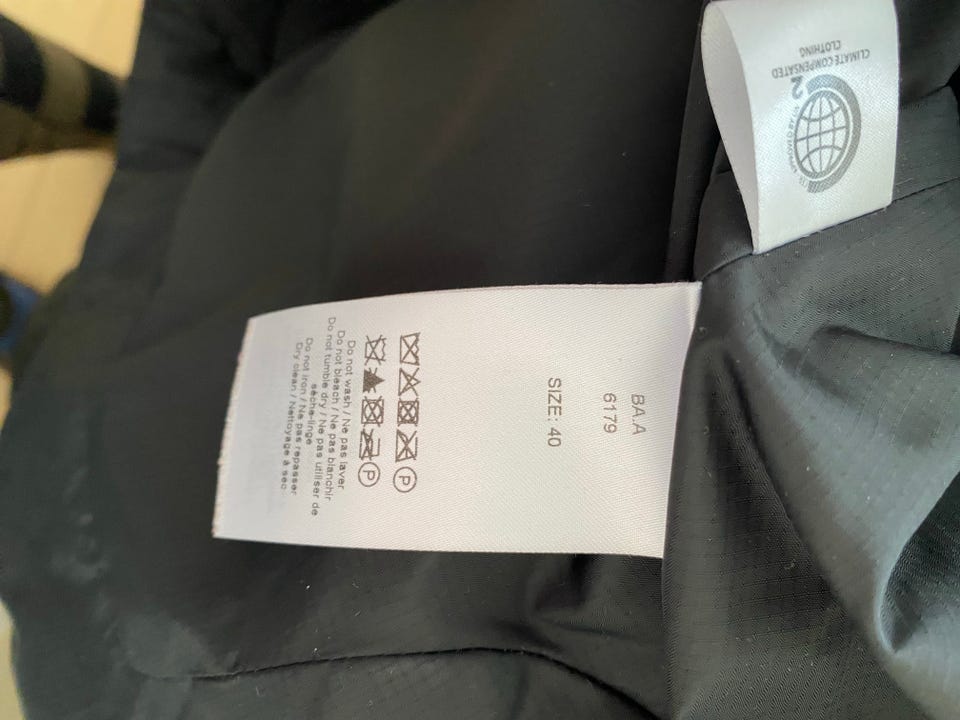 BA.A
6179
SIZE: 40
P
P
Do not wash / Ne pas laver
Do not bleach / Ne pas blanchir
Do not tumble dry / Ne pas utiliser de
sèche-linge
Do not iron / Ne pas repasser
Dry clean / Nettoyage à sec
CLIMATE COMPENSATED
CLOTHING